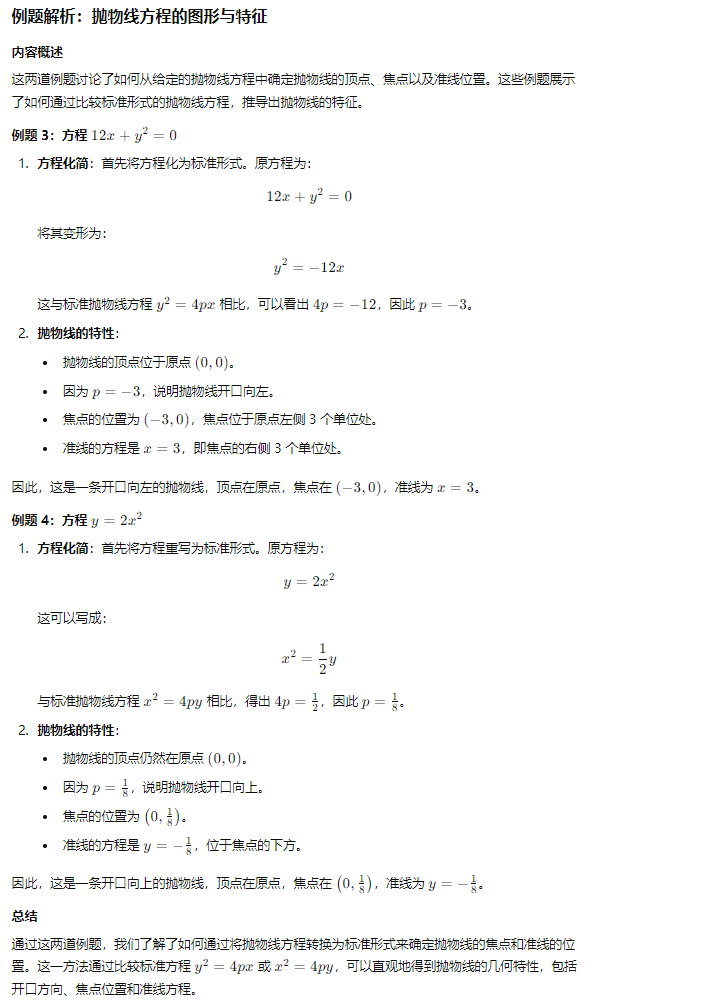 例题解析：抛物线方程的图形与特征
内容概述
这两道例题讨论了如何从给定的抛物线方程中确定抛物线的顶点、焦点以及准线位置。这些例题展示
了如何通过比较标准形式的抛物线方程，推导出抛物线的特征。
例题 3：方程 12x + y² = 0
1. 方程化简：首先将方程化为标准形式。原方程为：
12x + y² = 0
将其变形为：
y² = −12x
这与标准抛物线方程 y² = 4px 相比，可以看出 4p = −12，因此 p = −3。
2. 抛物线的特性：
• 抛物线的顶点位于原点 (0, 0)。
• 因为 p = −3，说明抛物线开口向左。
• 焦点的位置为 (−3, 0)，焦点位于原点左侧 3 个单位处。
• 准线的方程是 x = 3，即焦点的右侧 3 个单位处。
因此，这是一条开口向左的抛物线，顶点在原点，焦点在 (−3, 0)，准线为 x = 3。
例题 4：方程 y = 2x²
1. 方程化简：首先将方程重写为标准形式。原方程为：
y = 2x²
这可以写成：
x² = 1/2 y
与标准抛物线方程 x² = 4py 相比，得出 4p = 1/2，因此 p = 1/8。
2. 抛物线的特性：
• 抛物线的顶点仍然在原点 (0, 0)。
• 因为 p = 1/8，说明抛物线开口向上。
• 焦点的位置为 (0, 1/8)。
• 准线的方程是 y = −1/8，位于焦点的下方。
因此，这是一条开口向上的抛物线，顶点在原点，焦点在 (0, 1/8)，准线为 y = −1/8。
总结
通过这两道例题，我们了解了如何通过将抛物线方程转换为标准形式来确定抛物线的焦点和准线的位
置。这一方法通过比较标准方程 y² = 4px 或 x² = 4py，可以直观地得到抛物线的几何特性，包括
开口方向、焦点位置和准线方程。